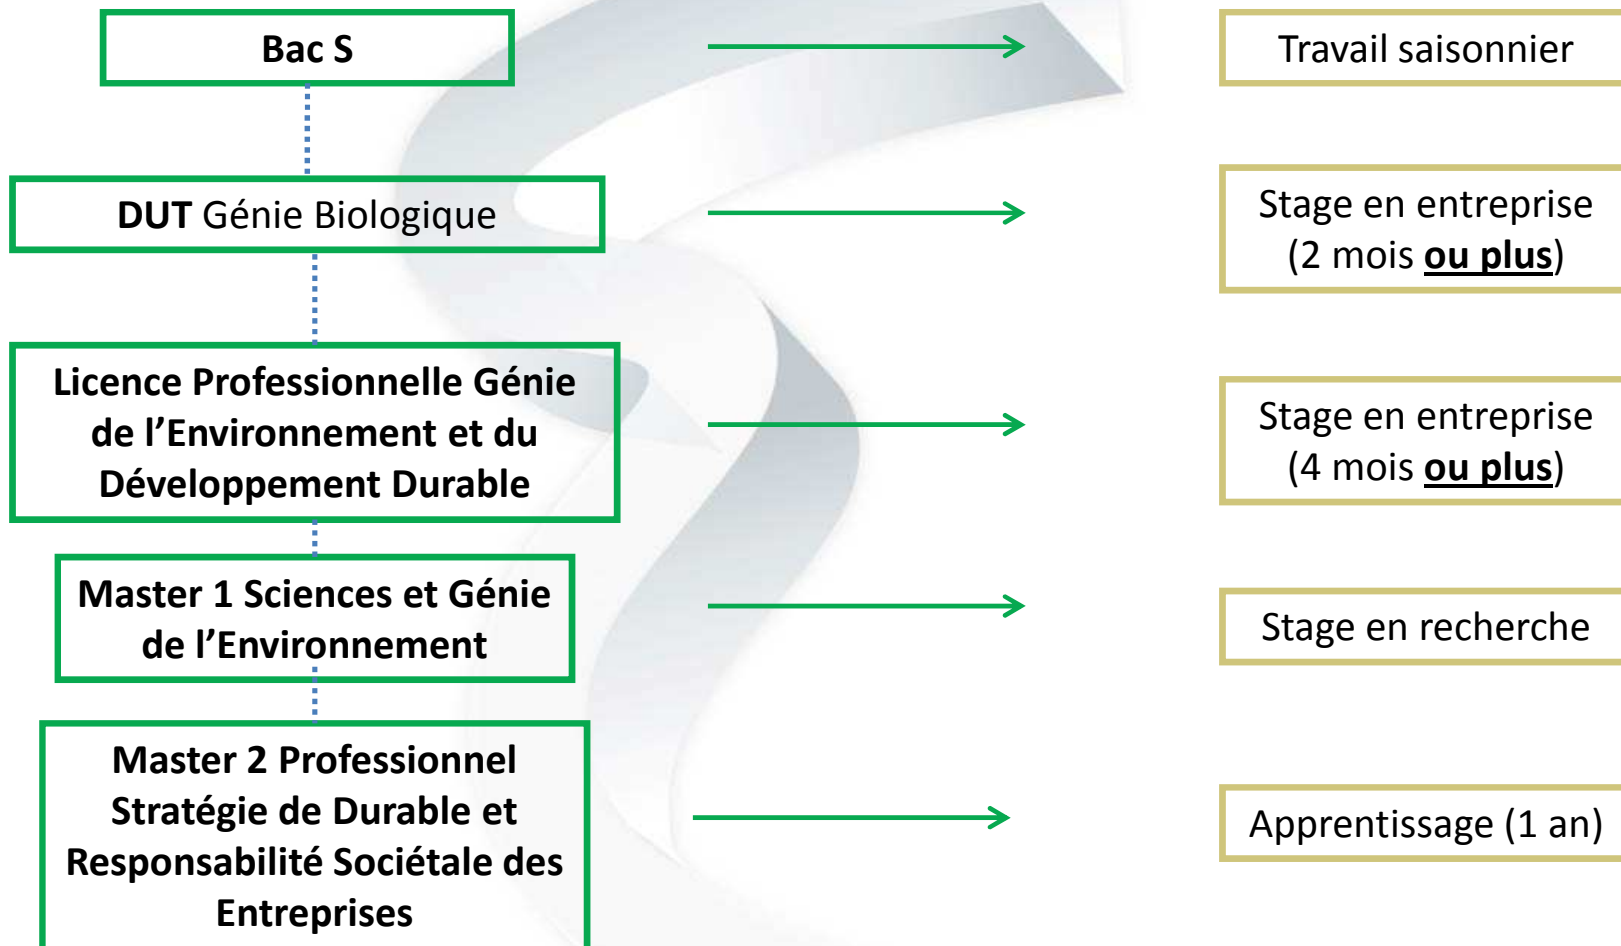 Bac S
Travail saisonnier
DUT Génie Biologique
Stage en entreprise
(2 mois ou plus)
Licence Professionnelle Génie
de l’Environnement et du
Développement Durable
Stage en entreprise
(4 mois ou plus)
Master 1 Sciences et Génie
de l’Environnement
Stage en recherche
Master 2 Professionnel
Stratégie de Durable et
Responsabilité Sociétale des
Entreprises
Apprentissage (1 an)